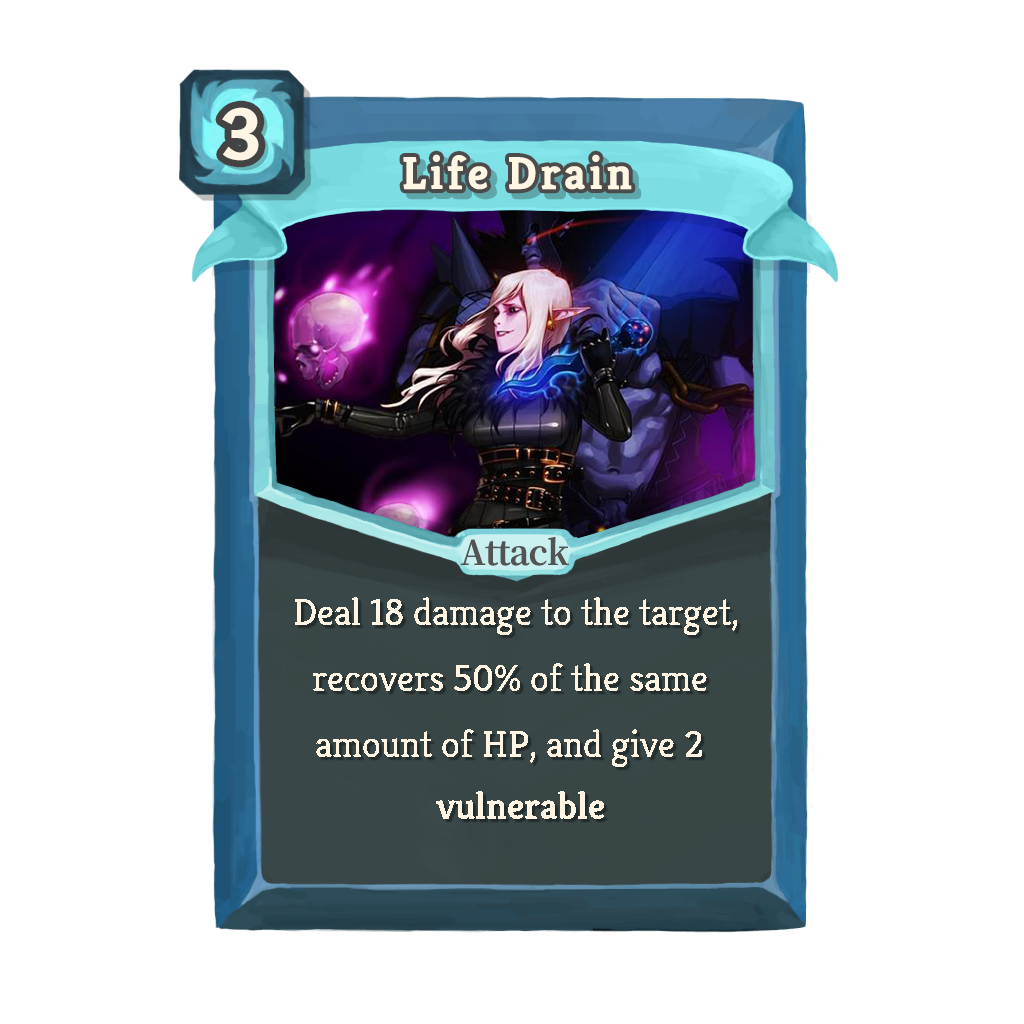 3
Life Drain
Attack
Deal 18 damage to the target,
recovers 50% of the same
amount of HP, and give 2
vulnerable